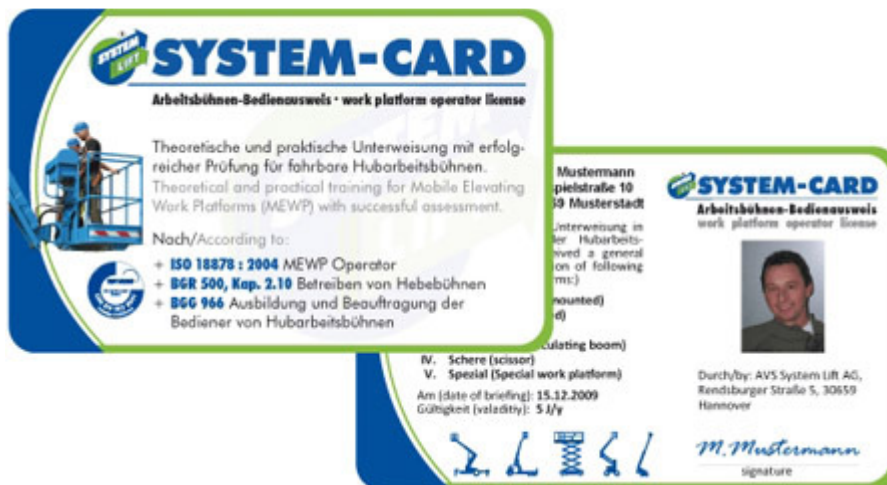 SYSTEM LIFT
SYSTEM-CARD
Arbeitsbühnen-Bedienausweis · work platform operator license
Theoretische und praktische Unterweisung mit erfolg-
reicher Prüfung für fahrbare Hubarbeitsbühnen.
Theoretical and practical training for Mobile Elevating
Work Platforms (MEWP) with successful assessment.
Nach/According to:
+ ISO 18878 : 2004 MEWP Operator
+ BGR 500, Kap. 2.10 Betreiben von Hebebühnen
+ BGG 966 Ausbildung und Beauftragung der
Bediener von Hubarbeitsbühnen
Mustermann
spielstraße 10
59 Musterstadt
Unterweisung in
der Hubarbeits-
eived a general
on of following
rms:)
mounted)
d)
culating boom)
IV. Schere (scissor)
V. Spezial (Special work platform)
Am (date of briefing): 15.12.2009
Gültigkeit (valaditiy): 5 J/y
SYSTEM-CARD
Arbeitsbühnen-Bedienausweis
work platform operator license
Durch/by: AVS System Lift AG,
Rendsburger Straße 5, 30659
Hannover
M. Mustermann
signature